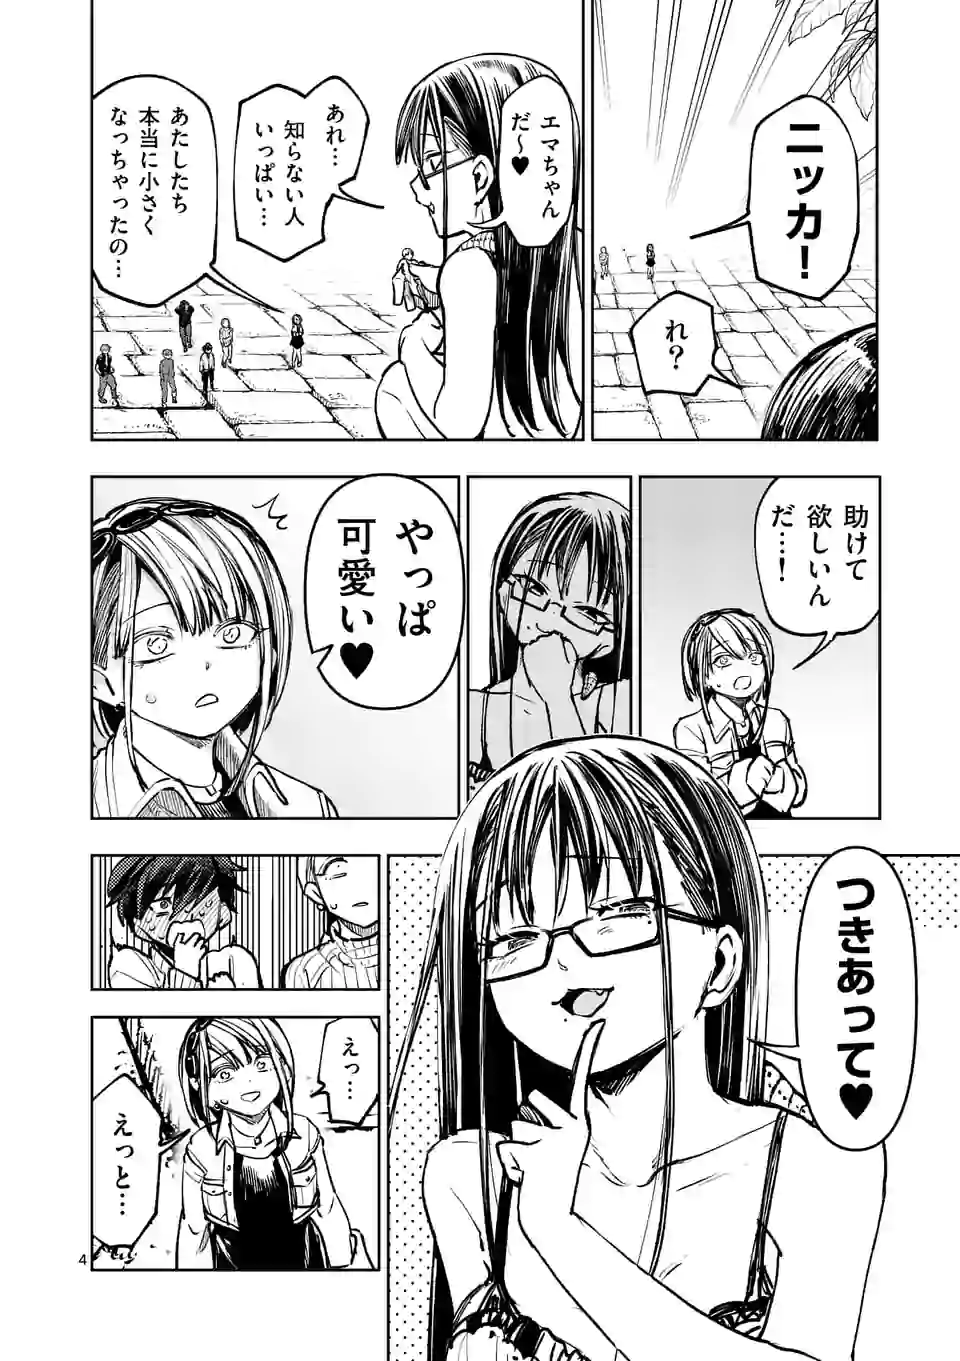 ニッカ！
れ？
エマちゃん
だ〜♥
あれ…
知らない人
いっぱい…
あたしたち
本当に小さく
なっちゃったの…
助けて
欲しいん
だ…！
やっぱ
可愛い♥
つきあって♥
えっ…
えっと…
4